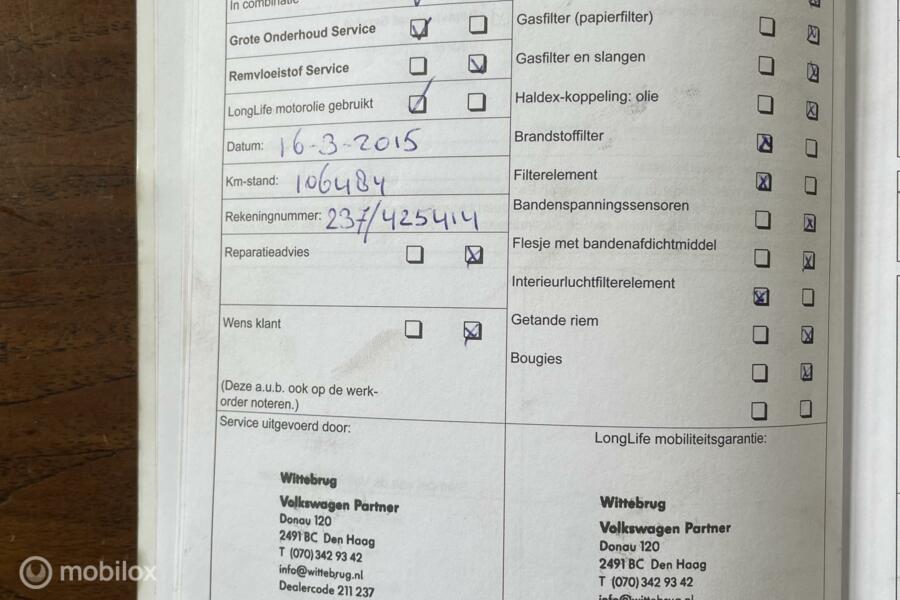 In combinatie
Grote Onderhoud Service
Remvloeistof Service
LongLife motorolie gebruikt
Datum: 16-3-2015
Km-stand: 106484
Rekeningnummer: 237/425414
Reparatieadvies
Wens klant
(Deze a.u.b. ook op de werk-
order noteren.)
Gasfilter (papierfilter)
Gasfilter en slangen
Haldex-koppeling: olie
Brandstoffilter
Filterelement
Bandenspanningssensoren
Flesje met bandenafdichtmiddel
Interieurluchtfilterelement
Getande riem
Bougies
Service uitgevoerd door:
Wittebrug
Volkswagen Partner
Donau 120
2491 BC Den Haag
T (070) 342 93 42
info@wittebrug.nl
Dealercode 211 237
LongLife mobiliteitsgarantie:
Wittebrug
Volkswagen Partner
Donau 120
2491 BC Den Haag
T (070) 342 93 42
info@wittebrug.nl
mobilox